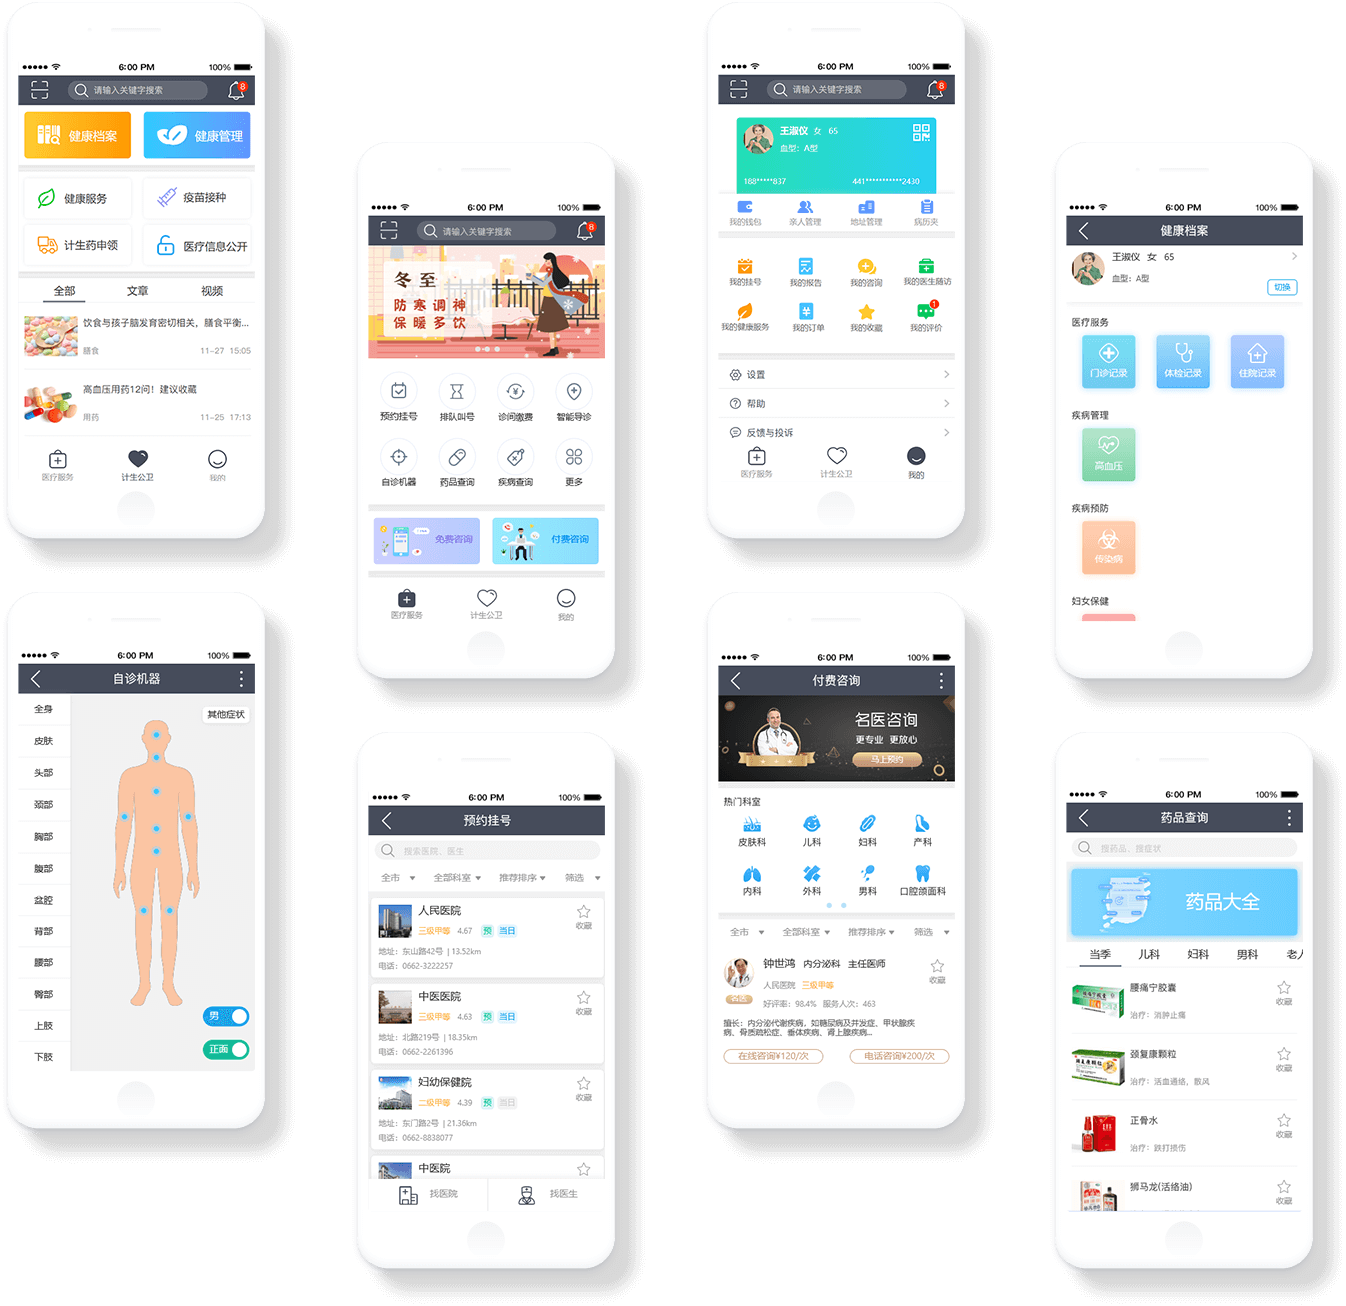 6:00 PM 100%
请输入关键字搜索 8
健康档案 健康管理
健康服务 疫苗接种
计生药申领 医疗信息公开
全部 文章 视频
饮食与孩子脑发育密切相关，膳食平衡...
膳食 11-27 15:05
高血压用药12问！建议收藏
用药 11-25 17:13
医疗服务 计生公卫 我的
6:00 PM 100%
请输入关键字搜索 8
冬至
防寒调神
保暖多饮
预约挂号 排队叫号 诊间缴费 智能导诊
自诊机器 药品查询 疾病查询 更多
免费咨询 付费咨询
医疗服务 计生公卫 我的
6:00 PM 100%
请输入关键字搜索 8
王淑仪 女 65
血型：A型
188*****837 441***********2430
我的钱包 亲人管理 地址管理 病历夹
我的挂号 我的报告 我的咨询 我的医生随访
1
我的健康服务 我的订单 我的收藏 我的评价
设置
帮助
反馈与投诉
医疗服务 计生公卫 我的
6:00 PM 100%
健康档案
王淑仪 女 65
血型：A型
切换
医疗服务
门诊记录 体检记录 住院记录
疾病管理
高血压
疾病预防
传染病
妇女保健
6:00 PM 100%
自诊机器
全身
其他症状
皮肤
头部
颈部
胸部
腹部
盆腔
背部
腰部
臀部
上肢
下肢
男
正面
6:00 PM 100%
预约挂号
搜索医院、医生
全市 全部科室 推荐排序 筛选
人民医院
收藏
三级甲等 4.67 预 当日
地址：东山路42号 | 13.52km
电话：0662-3222257
中医医院
收藏
三级甲等 4.63 预 当日
地址：北路219号 | 18.35km
电话：0662-2261396
妇幼保健院
收藏
二级甲等 4.39 预 当日
地址：东门路2号 | 21.36km
电话：0662-8838077
中医院
找医院 找医生
6:00 PM 100%
付费咨询
名医咨询
更专业 更放心
马上预约
热门科室
皮肤科 儿科 妇科 产科
内科 外科 男科 口腔颌面科
全市 全部科室 推荐排序 筛选
钟世鸿 内分泌科 主任医师
收藏
人民医院 三级甲等
名医
好评率：98.4% 服务人次：463
擅长：内分泌代谢疾病，如糖尿病及并发症、甲状腺疾
病、骨质疏松症、垂体疾病、肾上腺疾病...
在线咨询¥120/次 电话咨询¥200/次
6:00 PM 100%
药品查询
搜药品、搜症状
药品大全
当季 儿科 妇科 男科 老人
腰痛宁胶囊
收藏
治疗：消肿止痛
颈复康颗粒
收藏
治疗：活血通络，散风
正骨水
收藏
治疗：跌打损伤
狮马龙(活络油)
收藏